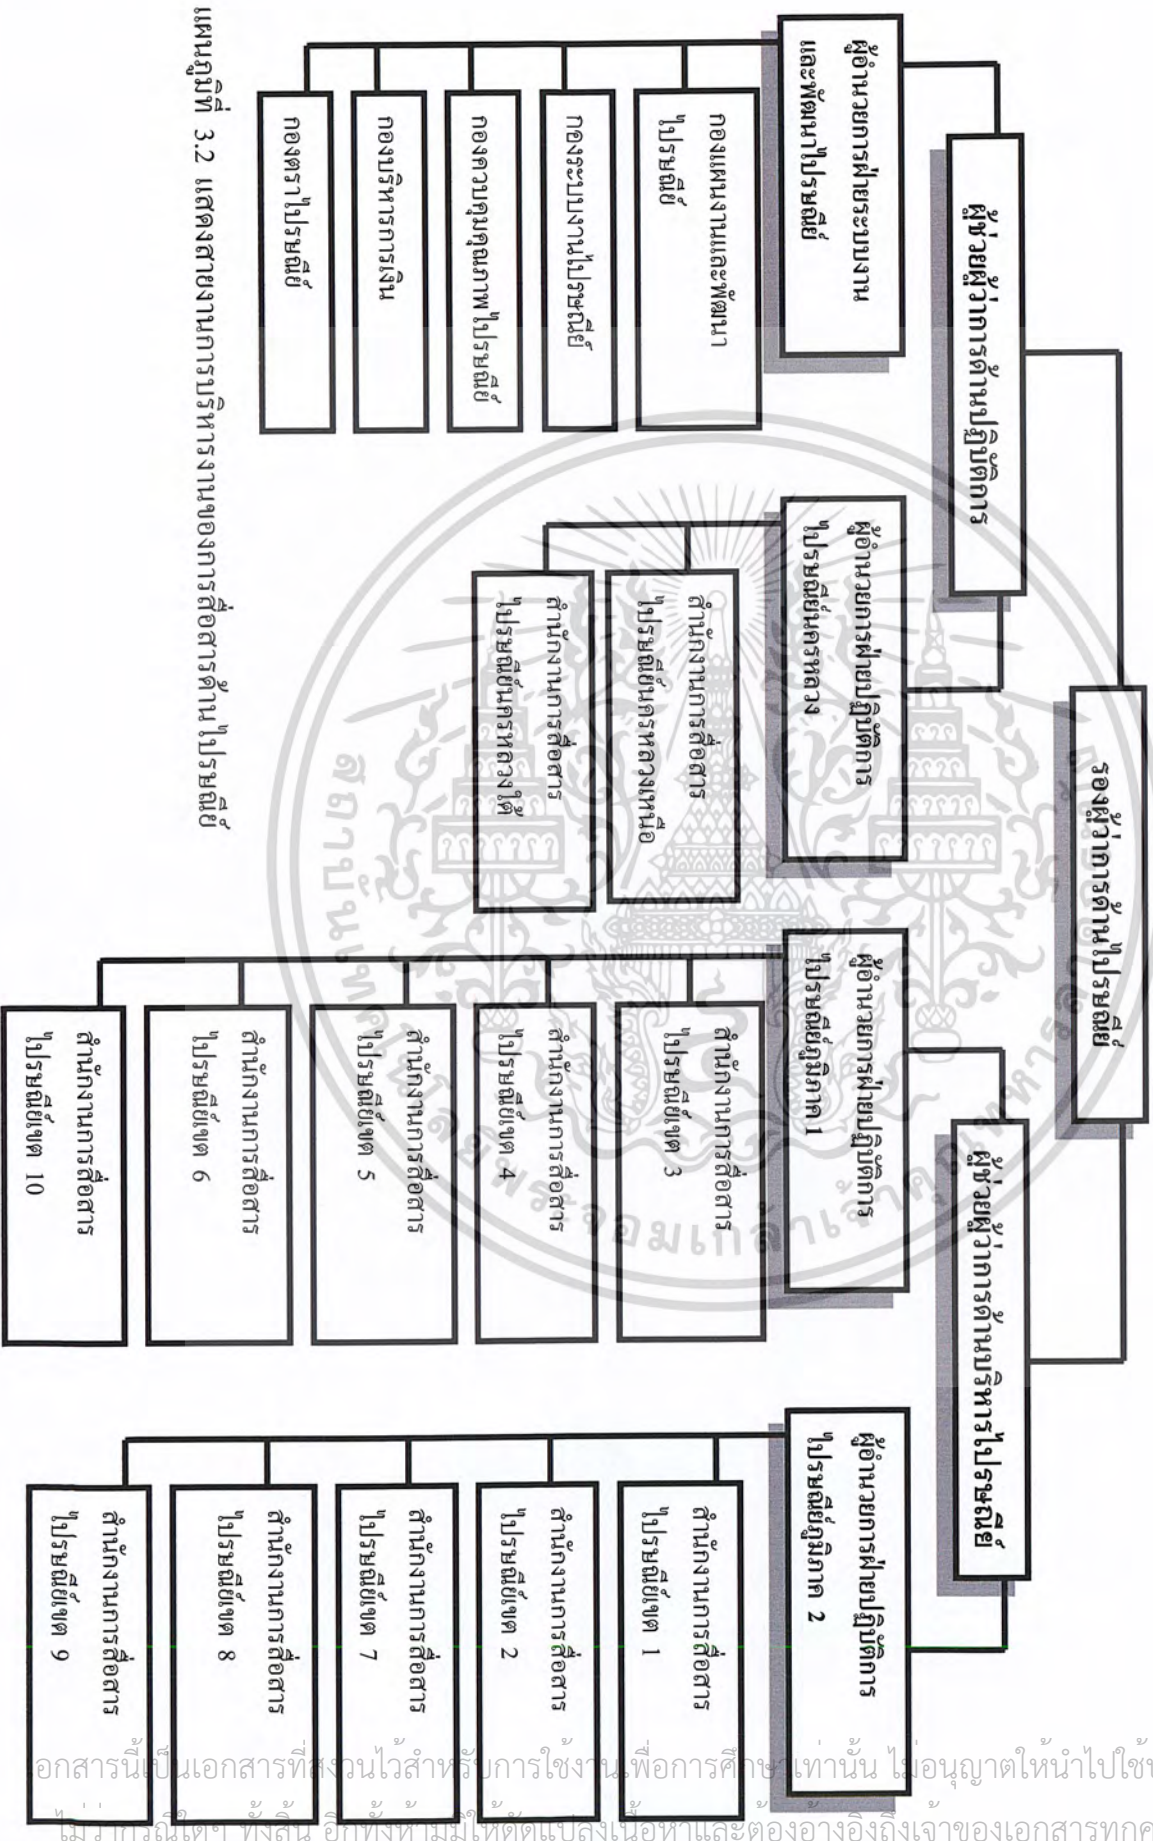 รองผู้ว่าการด้านไปรษณีย์
ผู้ช่วยผู้ว่าการด้านปฏิบัติการ
ผู้ช่วยผู้ว่าการด้านบริหารไปรษณีย์
ผู้อำนวยการฝ่ายระบบงาน
และพัฒนาไปรษณีย์
กองแผนงานและพัฒนา
ไปรษณีย์
กองระบบงานไปรษณีย์
กองควบคุมคุณภาพไปรษณีย์
กองบริหารการเงิน
กองตราไปรษณีย์
ผู้อำนวยการฝ่ายปฏิบัติการ
ไปรษณีย์นครหลวง
สำนักงานการสื่อสาร
ไปรษณีย์นครหลวงเหนือ
สำนักงานการสื่อสาร
ไปรษณีย์นครหลวงใต้
ผู้อำนวยการฝ่ายปฏิบัติการ
ไปรษณีย์ภูมิภาค 1
สำนักงานการสื่อสาร
ไปรษณีย์เขต 3
สำนักงานการสื่อสาร
ไปรษณีย์เขต 4
สำนักงานการสื่อสาร
ไปรษณีย์เขต 5
สำนักงานการสื่อสาร
ไปรษณีย์เขต 6
สำนักงานการสื่อสาร
ไปรษณีย์เขต 10
ผู้อำนวยการฝ่ายปฏิบัติการ
ไปรษณีย์ภูมิภาค 2
สำนักงานการสื่อสาร
ไปรษณีย์เขต 1
สำนักงานการสื่อสาร
ไปรษณีย์เขต 2
สำนักงานการสื่อสาร
ไปรษณีย์เขต 7
สำนักงานการสื่อสาร
ไปรษณีย์เขต 8
สำนักงานการสื่อสาร
ไปรษณีย์เขต 9
แผนภูมิที่ 3.2 แสดงสายงานการบริหารงานของการสื่อสารด้านไปรษณีย์
เอกสารนี้เป็นเอกสารที่สงวนไว้สำหรับการใช้งานเพื่อการศึกษาเท่านั้น ไม่อนุญาตให้นำไปใช้
ไม่ว่ากรณีใดๆ ทั้งสิ้น อีกทั้งห้ามมิให้ดัดแปลงเนื้อหาและต้องอ้างอิงถึงเจ้าของเอกสารทุกค